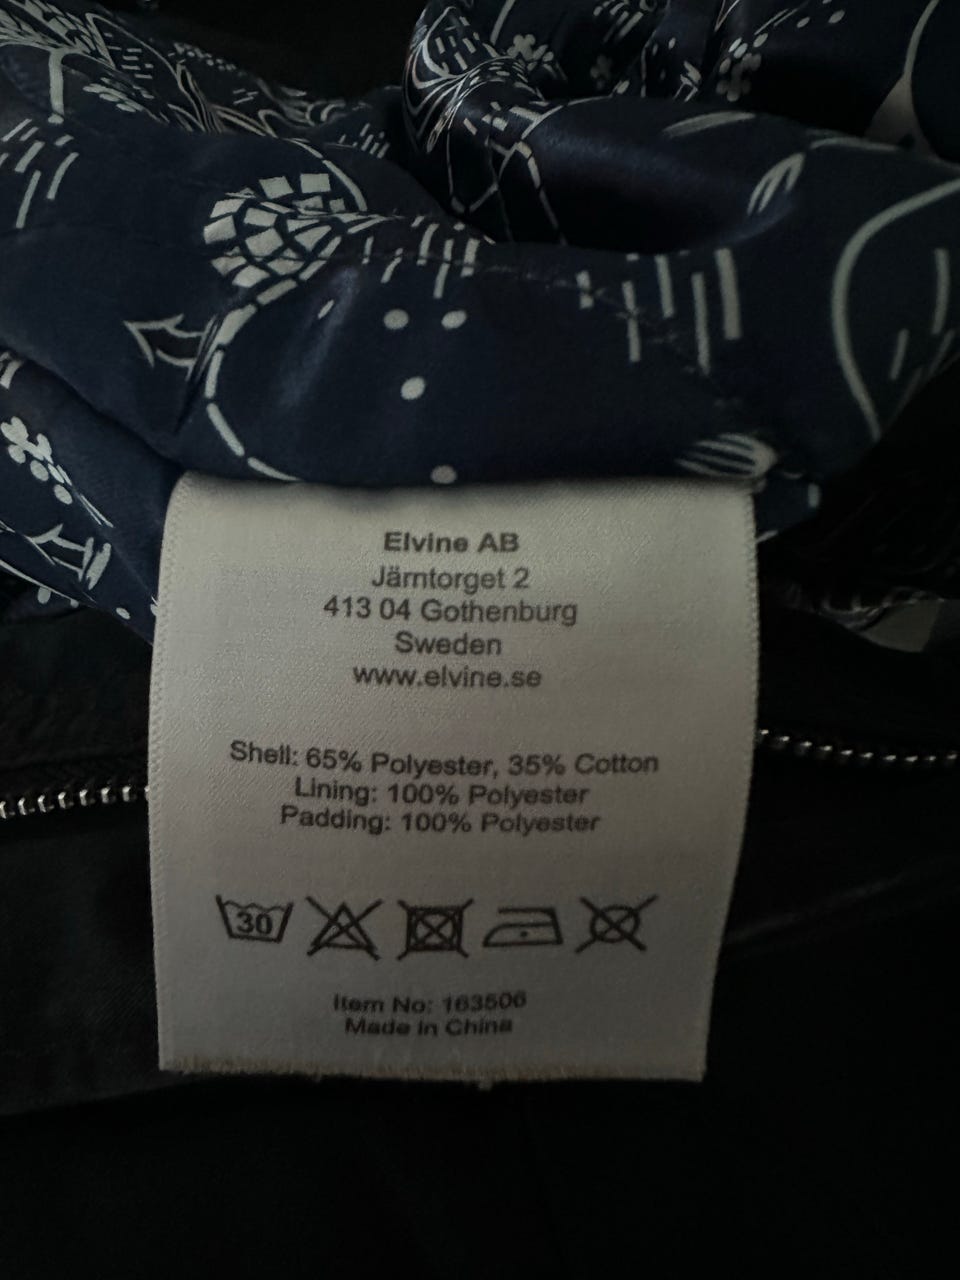 Elvine AB
Järntorget 2
413 04 Gothenburg
Sweden
www.elvine.se
Shell: 65% Polyester, 35% Cotton
Lining: 100% Polyester
Padding: 100% Polyester
30
Item No: 163506
Made in China